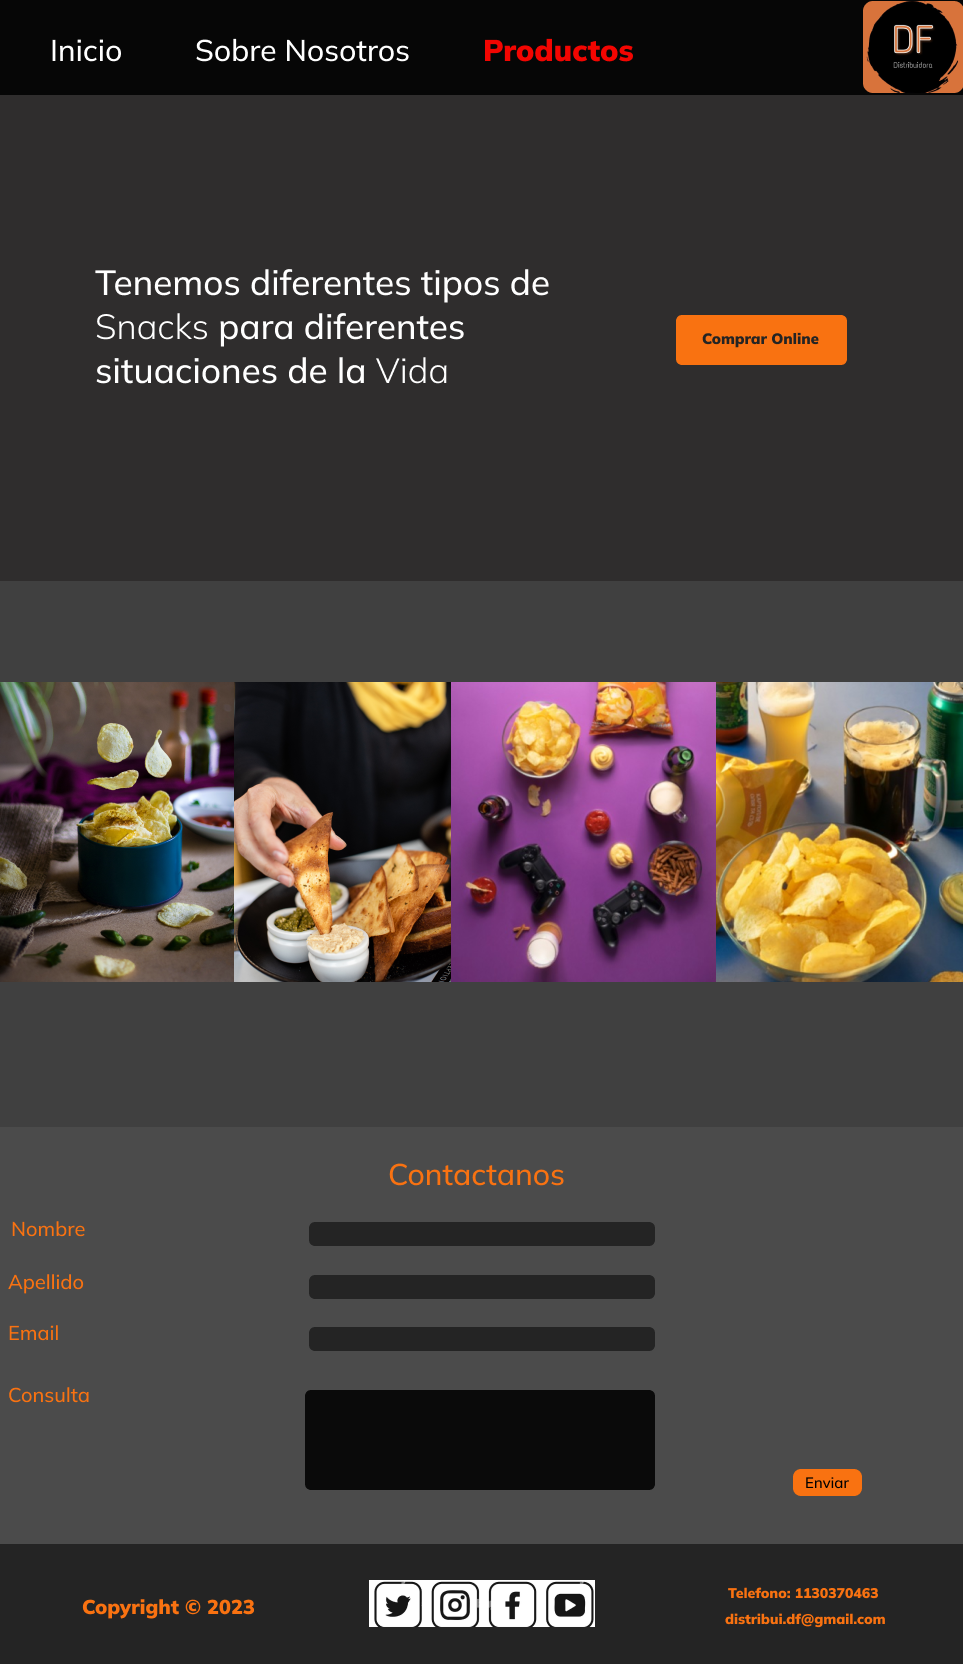 Inicio
Sobre Nosotros
Productos
DF
Distribuidora
Tenemos diferentes tipos de
Snacks para diferentes
situaciones de la Vida
Comprar Online
Contactanos
Nombre
Apellido
Email
Consulta
Enviar
Copyright © 2023
Telefono: 1130370463
distribui.df@gmail.com